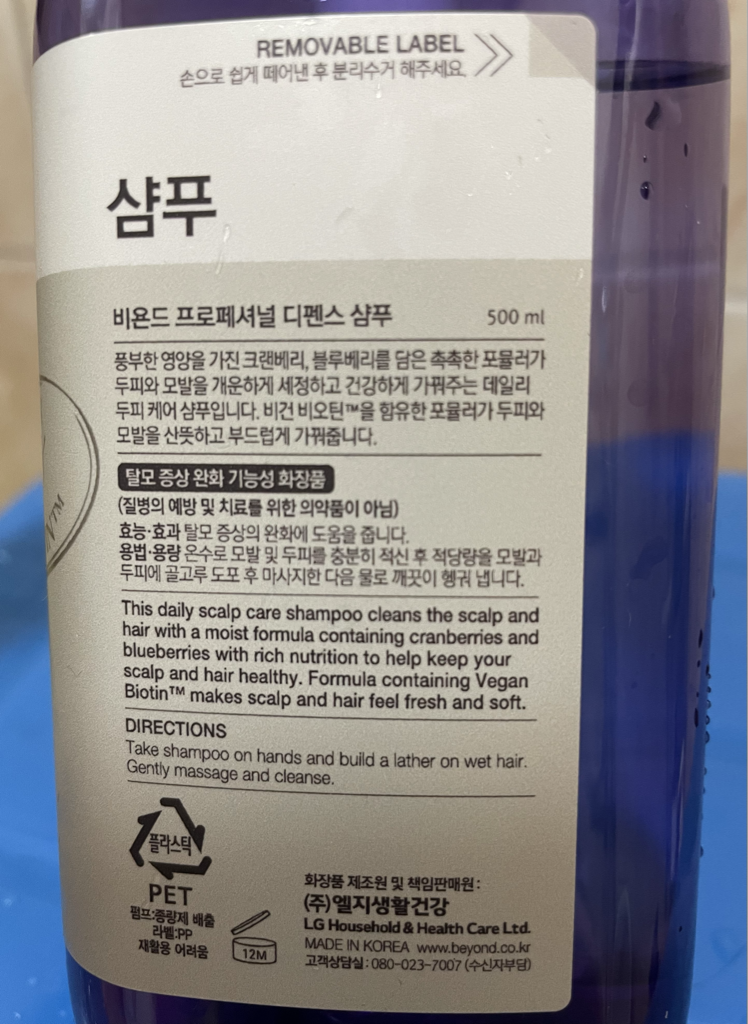 REMOVABLE LABEL
손으로 쉽게 떼어낸 후 분리수거 해주세요.
샴푸
비욘드 프로페셔널 디펜스 샴푸 500 ml
풍부한 영양을 가진 크랜베리, 블루베리를 담은 촉촉한 포뮬러가
두피와 모발을 개운하게 세정하고 건강하게 가꿔주는 데일리
두피 케어 샴푸입니다. 비건 비오틴™을 함유한 포뮬러가 두피와
모발을 산뜻하고 부드럽게 가꿔줍니다.
탈모 증상 완화 기능성 화장품
(질병의 예방 및 치료를 위한 의약품이 아님)
효능·효과 탈모 증상의 완화에 도움을 줍니다.
용법·용량 온수로 모발 및 두피를 충분히 적신 후 적당량을 모발과
두피에 골고루 도포 후 마사지한 다음 물로 깨끗이 헹궈 냅니다.
This daily scalp care shampoo cleans the scalp and
hair with a moist formula containing cranberries and
blueberries with rich nutrition to help keep your
scalp and hair healthy. Formula containing Vegan
Biotin™ makes scalp and hair feel fresh and soft.
DIRECTIONS
Take shampoo on hands and build a lather on wet hair.
Gently massage and cleanse.
플라스틱
PET
펌프:종량제 배출
라벨:PP
재활용 어려움
12M
화장품 제조원 및 책임판매원 :
(주)엘지생활건강
LG Household & Health Care Ltd.
MADE IN KOREA www.beyond.co.kr
고객상담실 : 080-023-7007 (수신자부담)